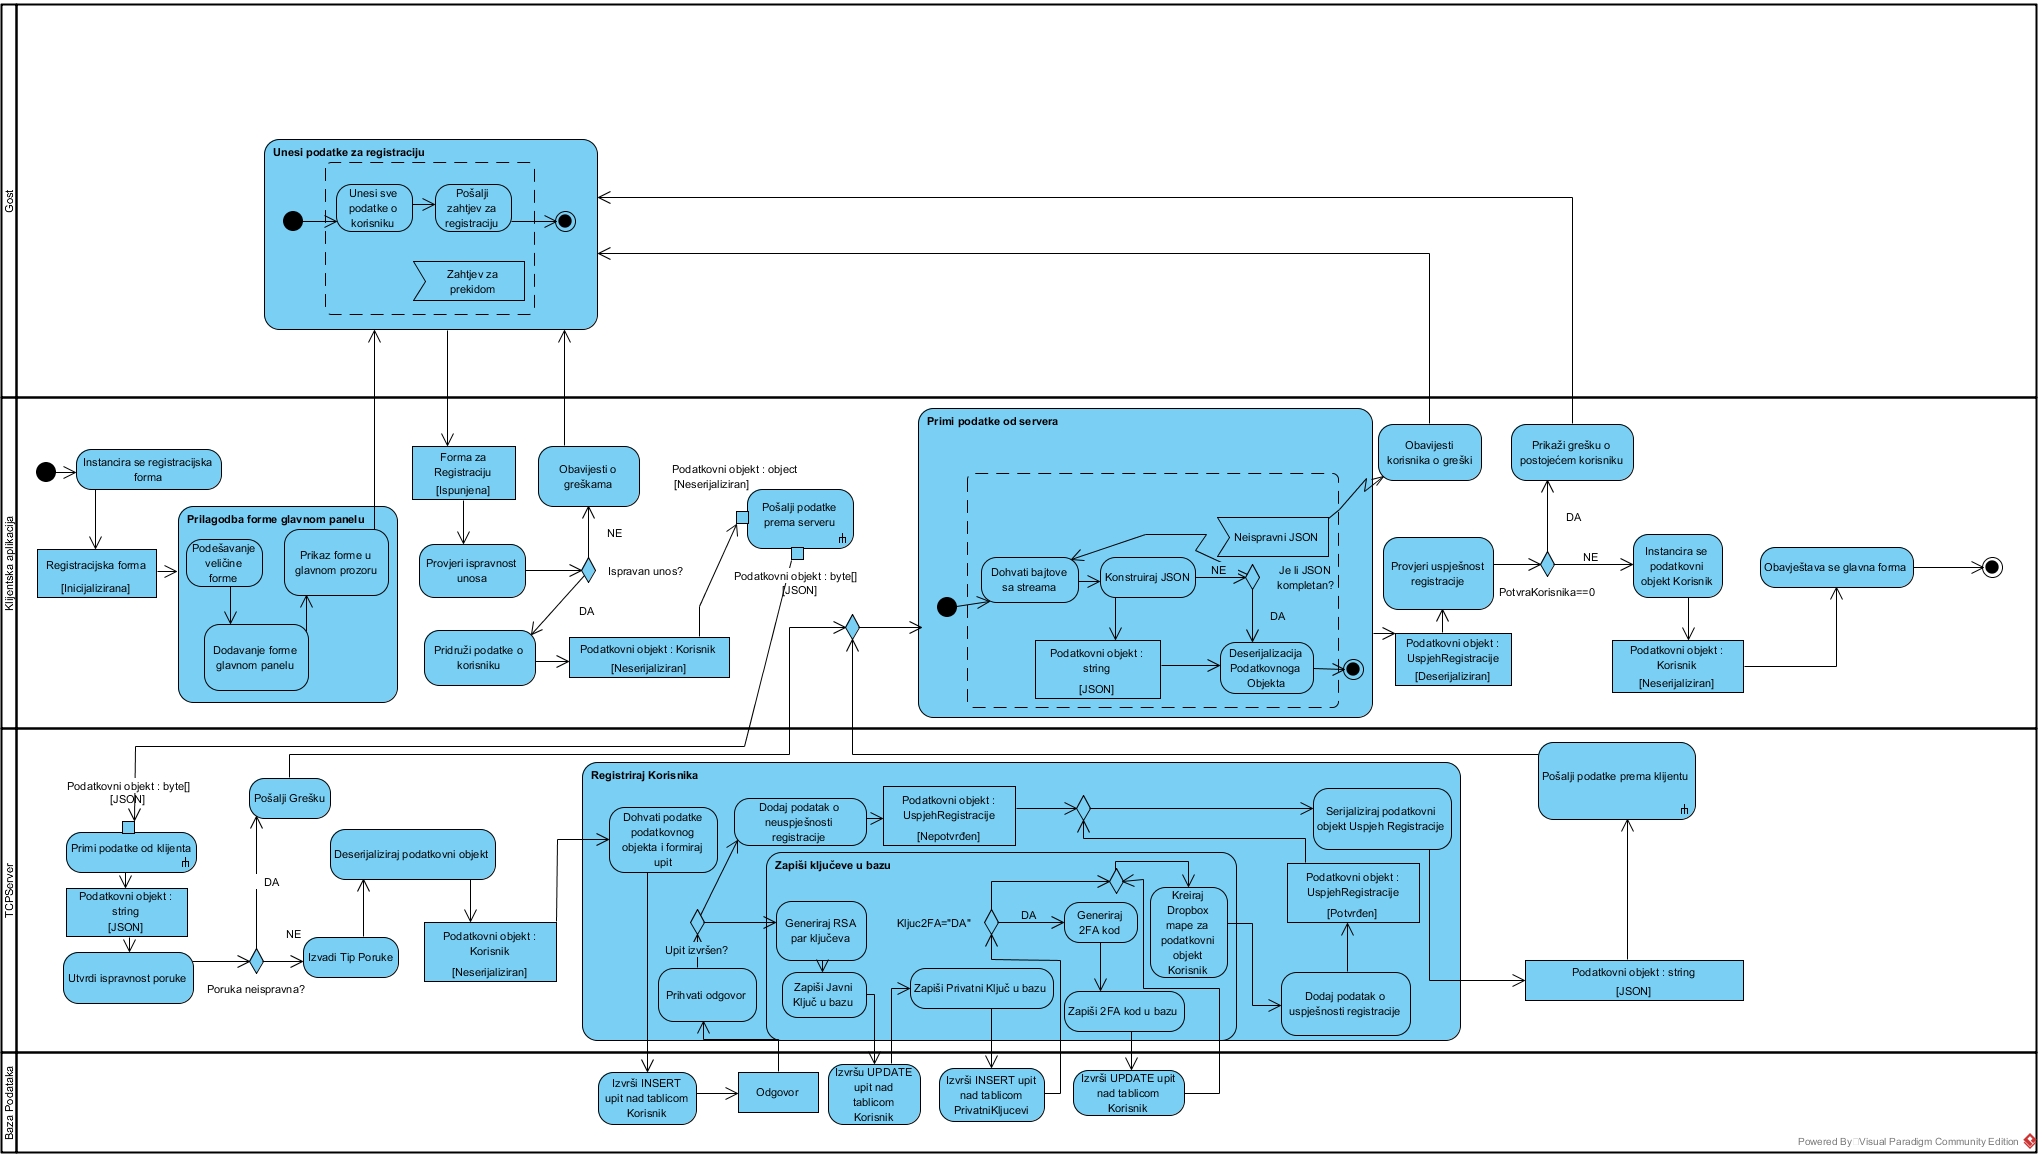 Gost
Unesi podatke za registraciju
Unesi sve
podatke o
korisniku
Pošalji
zahtjev za
registraciju
Zahtjev za
prekidom
Klijentska aplikacija
Instancira se registracijska
forma
Registracijska forma
[Inicijalizirana]
Prilagodba forme glavnom panelu
Podešavanje
veličine
forme
Prikaz forme u
glavnom prozoru
Dodavanje forme
glavnom panelu
Forma za
Registraciju
[Ispunjena]
Provjeri ispravnost
unosa
Obavijesti o
greškama
NE
Ispravan unos?
DA
Pridruži podatke o
korisniku
Podatkovni objekt : Korisnik
[Neserijaliziran]
Podatkovni objekt : object
[Neserijaliziran]
Pošalji podatke
prema serveru
Podatkovni objekt : byte[]
[JSON]
Primi podatke od servera
Neispravni JSON
Dohvati bajtove
sa streama
Konstruiraj JSON
NE
Je li JSON
kompletan?
DA
Podatkovni objekt :
string
[JSON]
Deserijalizacija
Podatkovnoga
Objekta
Obavijesti
korisnika o greški
Prikaži grešku o
postojećem korisniku
DA
Provjeri uspješnost
registracije
NE
PotvraKorisnika==0
Podatkovni objekt :
UspjehRegistracije
[Deserijaliziran]
Instancira se
podatkovni
objekt Korisnik
Podatkovni objekt :
Korisnik
[Neserijaliziran]
Obavještava se glavna forma
TCPServer
Podatkovni objekt : byte[]
[JSON]
Primi podatke od klijenta
Podatkovni objekt :
string
[JSON]
Utvrdi ispravnost poruke
Pošalji Grešku
DA
NE
Poruka neispravna?
Izvadi Tip Poruke
Deserijaliziraj podatkovni objekt
Podatkovni objekt :
Korisnik
[Neserijaliziran]
Registriraj Korisnika
Dohvati podatke
podatkovnog
objekta i formiraj
upit
Dodaj podatak o
neuspješnosti
registracije
Podatkovni objekt :
UspjehRegistracije
[Nepotvrđen]
Serijaliziraj podatkovni
objekt Uspjeh Registracije
Upit izvršen?
Prihvati odgovor
Zapiši ključeve u bazu
Generiraj RSA
par ključeva
Zapiši Javni
Ključ u bazu
Kljuc2FA="DA"
DA
Generiraj
2FA kod
Zapiši Privatni Ključ u bazu
Zapiši 2FA kod u bazu
Kreiraj
Dropbox
mape za
podatkovni
objekt
Korisnik
Podatkovni objekt :
UspjehRegistracije
[Potvrđen]
Dodaj podatak o
uspješnosti registracije
Pošalji podatke prema klijentu
Podatkovni objekt : string
[JSON]
Baza Podataka
Izvrši INSERT
upit nad tablicom
Korisnik
Odgovor
Izvršu UPDATE
upit nad
tablicom
Korisnik
Izvrši INSERT upit
nad tablicom
PrivatniKljucevi
Izvrši UPDATE upit
nad tablicom
Korisnik
Powered By Visual Paradigm Community Edition